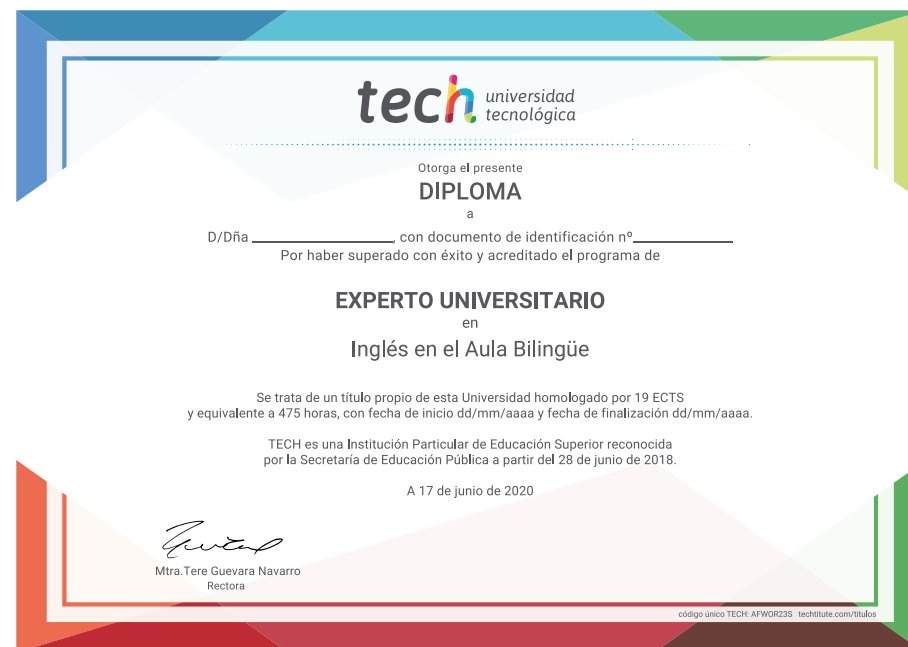 tech universidad
tecnológica
Otorga el presente
DIPLOMA
a
D/Dña ____________________, con documento de identificación nº______________
Por haber superado con éxito y acreditado el programa de
EXPERTO UNIVERSITARIO
en
Inglés en el Aula Bilingüe
Se trata de un título propio de esta Universidad homologado por 19 ECTS
y equivalente a 475 horas, con fecha de inicio dd/mm/aaaa y fecha de finalización dd/mm/aaaa.
TECH es una Institución Particular de Educación Superior reconocida
por la Secretaría de Educación Pública a partir del 28 de junio de 2018.
A 17 de junio de 2020
Mtra.Tere Guevara Navarro
Rectora
código único TECH: AFWOR23S techtitute.com/titulos